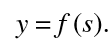 y = f (s).